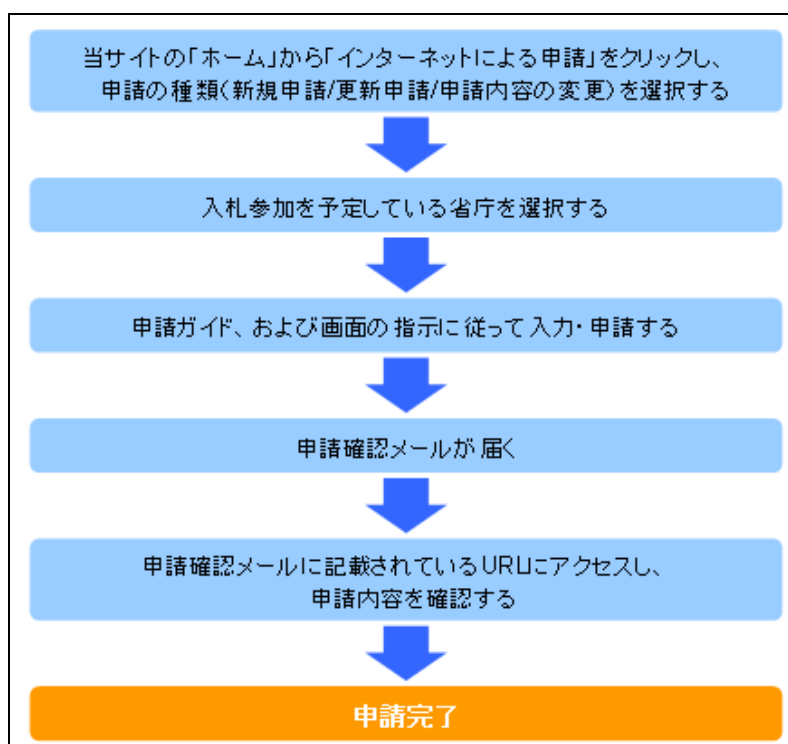 当サイトの「ホーム」から「インターネットによる申請」をクリックし、
申請の種類(新規申請/更新申請/申請内容の変更)を選択する
入札参加を予定している省庁を選択する
申請ガイド、および画面の指示に従って入力・申請する
申請確認メールが届く
申請確認メールに記載されているURLにアクセスし、
申請内容を確認する
申請完了